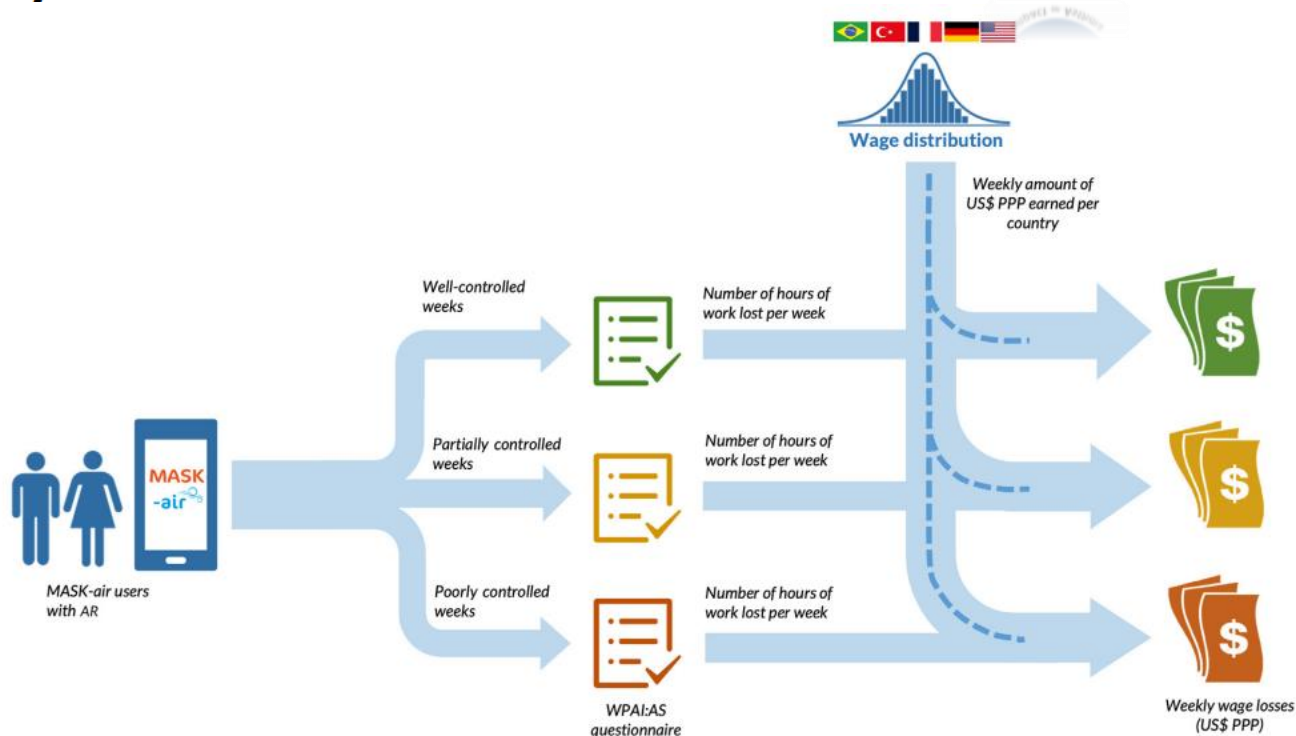 Wage distribution
Weekly amount of
US$ PPP earned per
country
Well-controlled
weeks
Number of hours of
work lost per week
$
Partially controlled
weeks
Number of hours of
work lost per week
$
MASK
-air
Poorly controlled
weeks
Number of hours of
work lost per week
$
MASK-air users
with AR
WPAI:AS
questionnaire
Weekly wage losses
(US$ PPP)